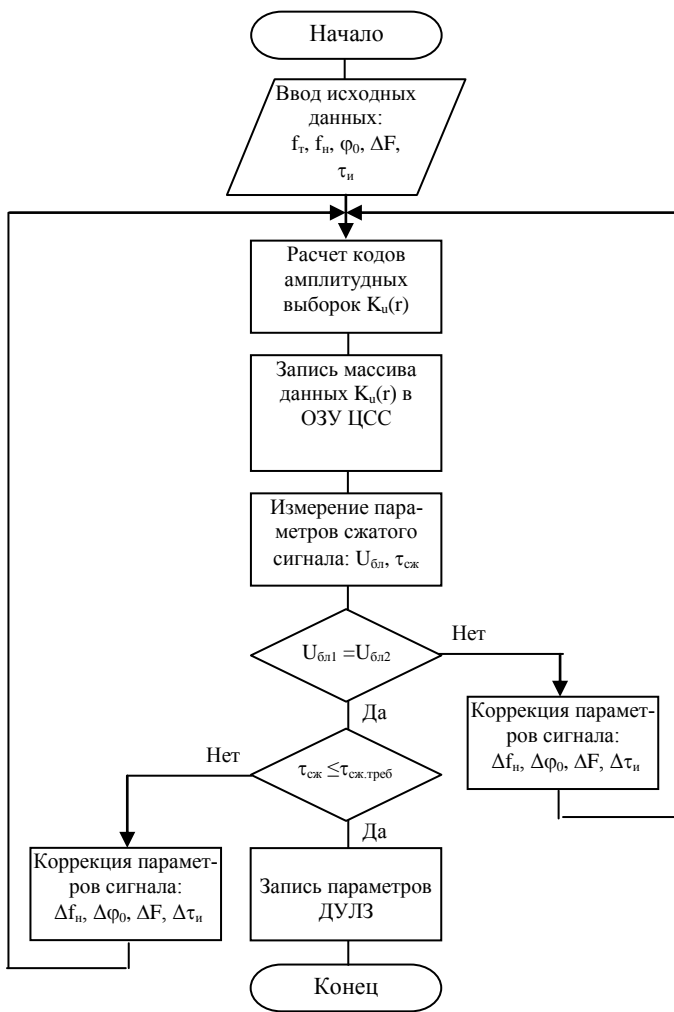 Начало
Ввод исходных
данных:
fт, fн, φ0, ΔF,
τи
Расчет кодов
амплитудных
выборок Ku(r)
Запись массива
данных Ku(r) в
ОЗУ ЦСС
Измерение пара-
метров сжатого
сигнала: Uбл, τсж
Uбл1 =Uбл2
Нет
Да
Коррекция парамет-
ров сигнала:
Δfн, Δφ0, ΔF, Δτи
τсж ≤τсж.треб
Нет
Да
Коррекция парамет-
ров сигнала:
Δfн, Δφ0, ΔF, Δτи
Запись параметров
ДУЛЗ
Конец